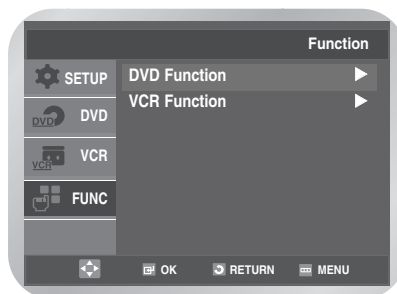 Function
SETUP
DVD Function
VCR Function
DVD DVD
VCR VCR
FUNC
OK RETURN MENU